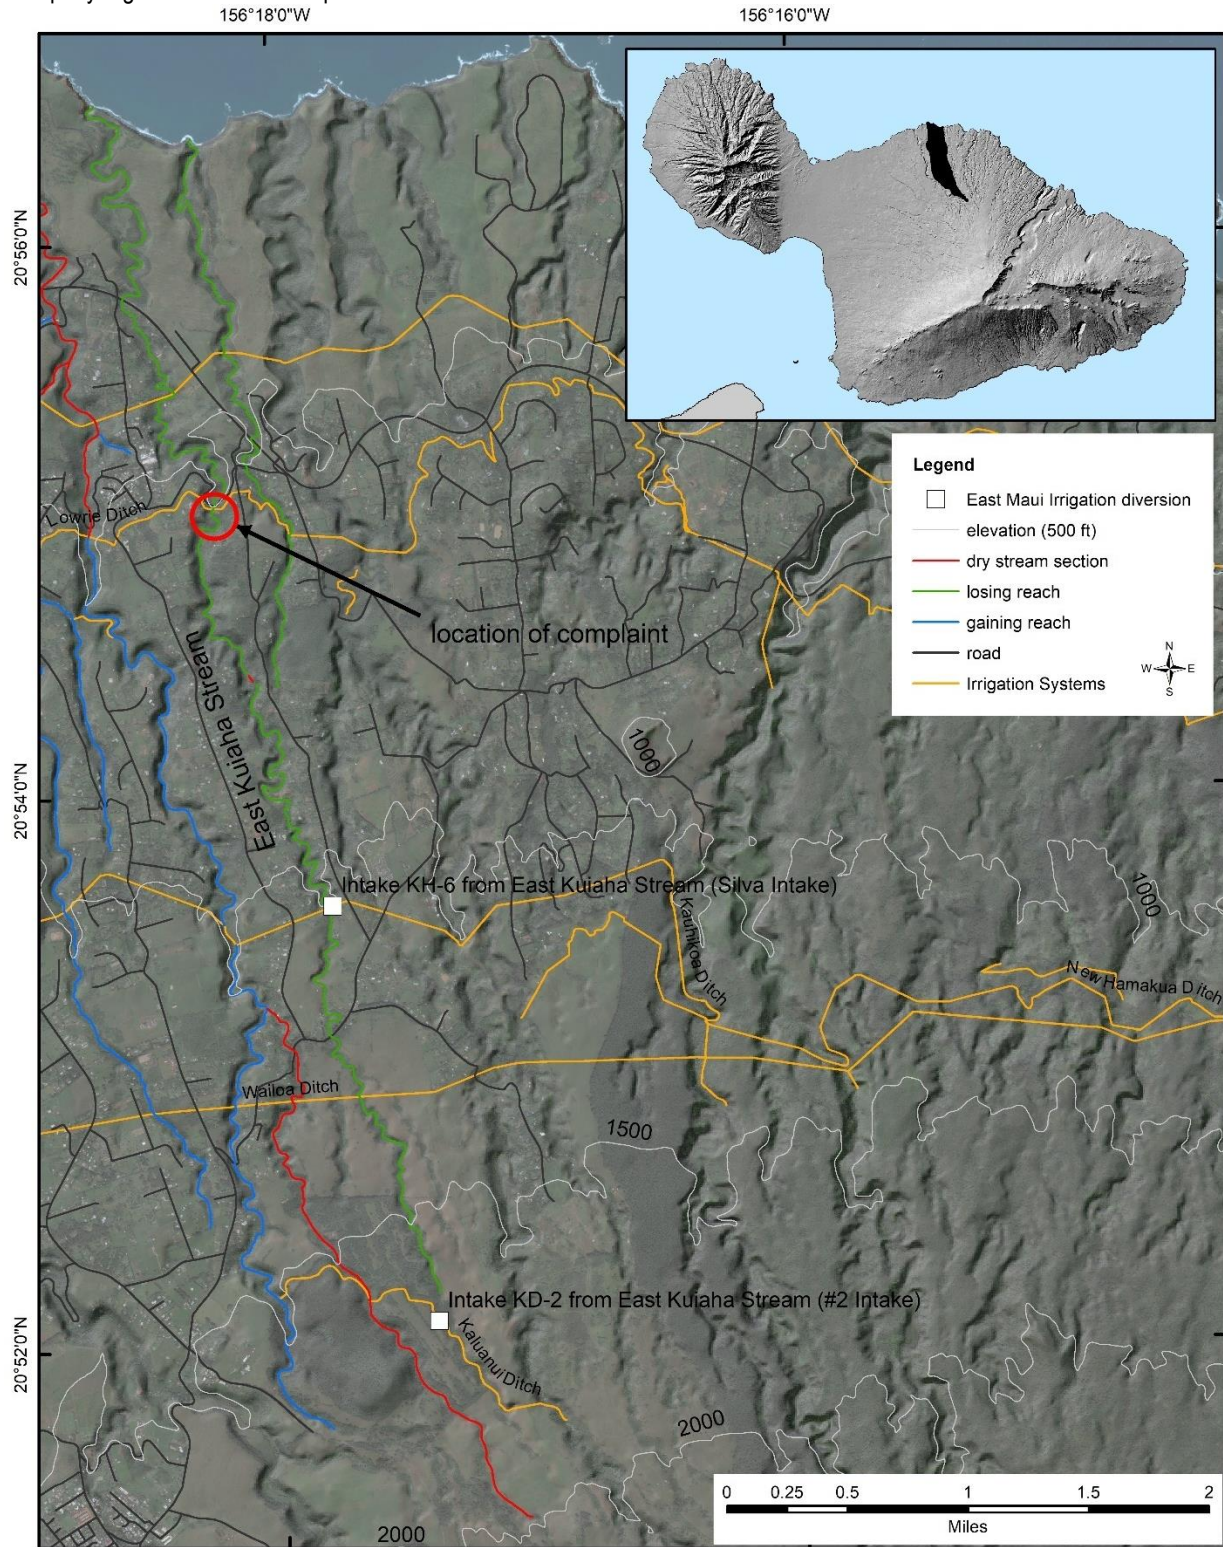 156°18'0"W
156°16'0"W
20°56'0"N
20°54'0"N
20°52'0"N
Legend
East Maui Irrigation diversion
elevation (500 ft)
dry stream section
losing reach
gaining reach
road
Irrigation Systems
N
W E
S
Lowrie Ditch
location of complaint
East Kuiaha Stream
1000
Intake KH-6 from East Kuiaha Stream (Silva Intake)
Kauhikoa Ditch
1000
New Hamakua Ditch
Wailoa Ditch
1500
Intake KD-2 from East Kuiaha Stream (#2 Intake)
Kaluanui Ditch
2000
2000
0 0.25 0.5 1 1.5 2
Miles